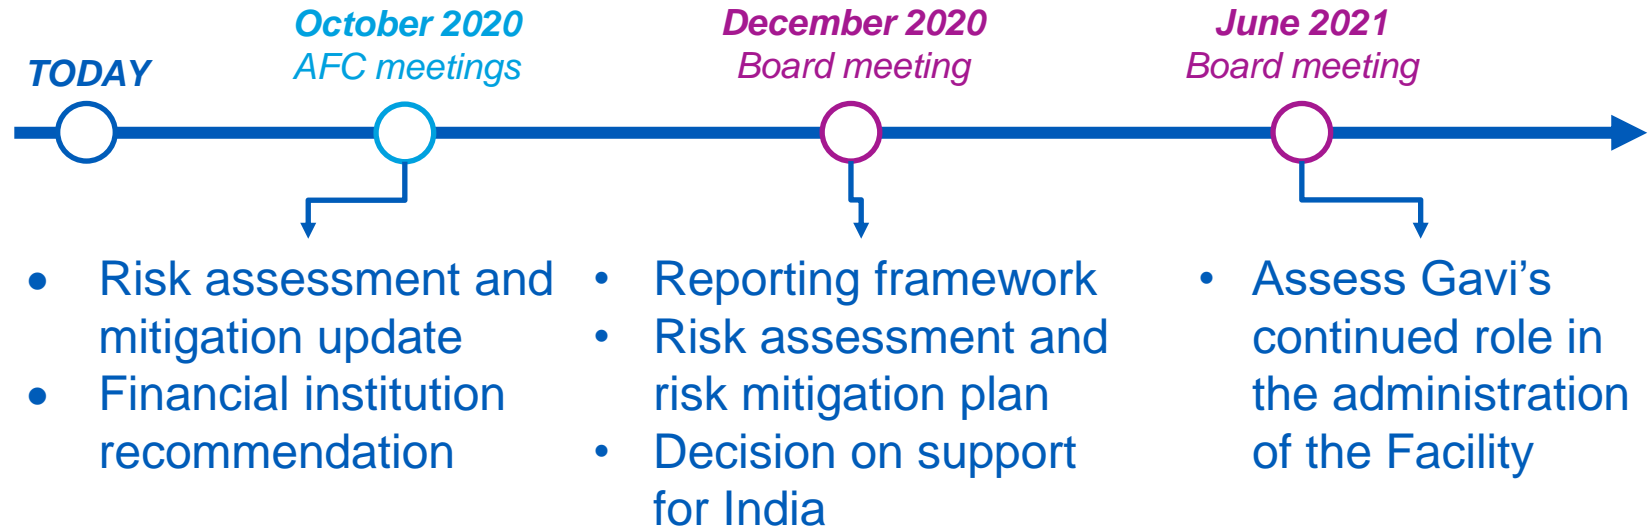 TODAY
October 2020
AFC meetings
December 2020
Board meeting
June 2021
Board meeting
• Risk assessment and
mitigation update
• Financial institution
recommendation
• Reporting framework
• Risk assessment and
risk mitigation plan
• Decision on support
for India
• Assess Gavi’s
continued role in
the administration
of the Facility